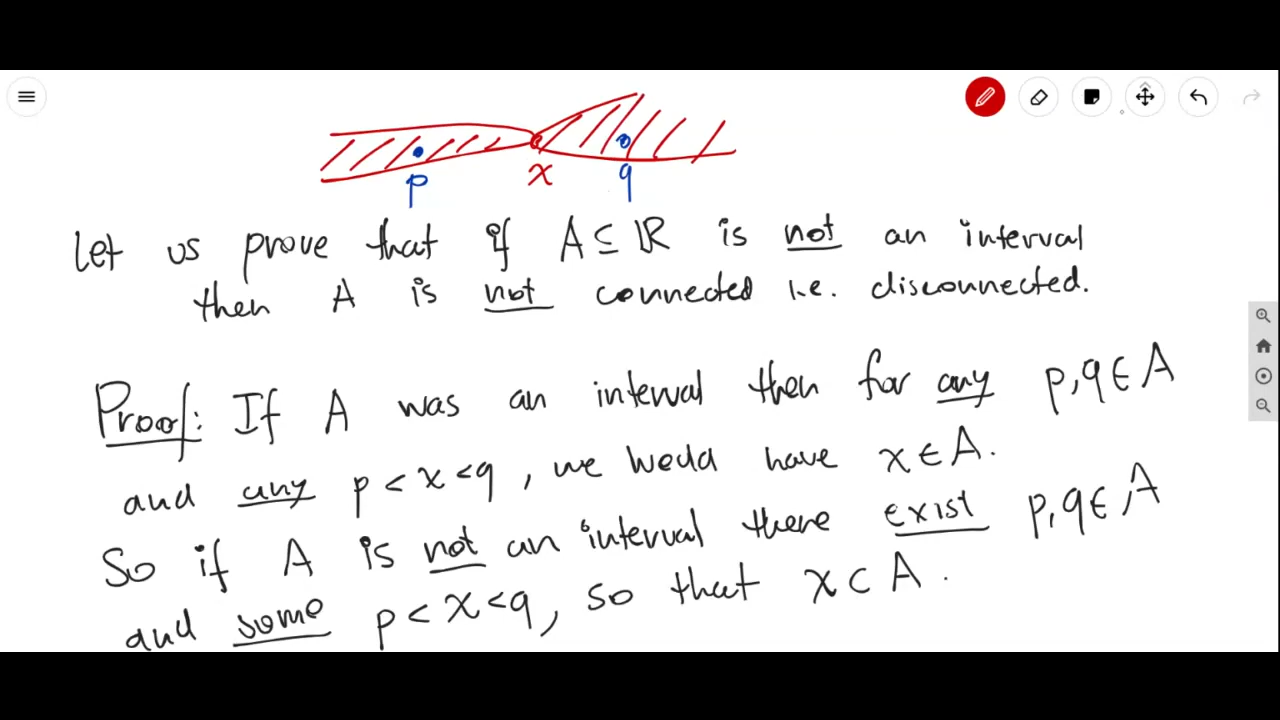 p x q
Let us prove that if A ⊆ ℝ is not an interval
then A is not connected i.e. disconnected.
Proof: If A was an interval then for any p,q ∈ A
and any p < x < q, we would have x ∈ A.
So if A is not an interval there exist p,q ∈ A
and some p < x < q, so that x ⊂ A.